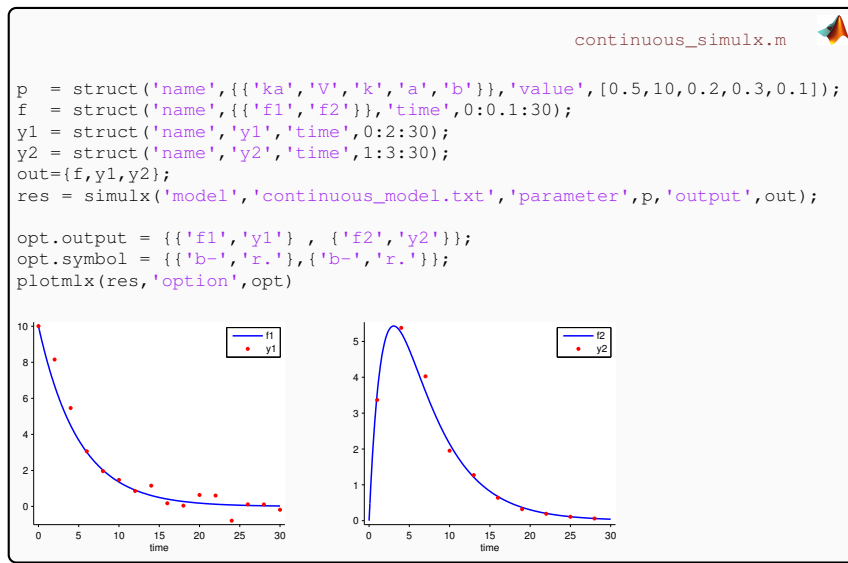 continuous_simulx.m
p  = struct('name',{{'ka','V','k','a','b'}},'value',[0.5,10,0.2,0.3,0.1]);
f  = struct('name',{{'f1','f2'}},'time',0:0.1:30);
y1 = struct('name','y1','time',0:2:30);
y2 = struct('name','y2','time',1:3:30);
out={f,y1,y2};
res = simulx('model','continuous_model.txt','parameter',p,'output',out);
opt.output = {{'f1','y1'} , {'f2','y2'}};
opt.symbol = {{'b-','r.'},{'b-','r.'}};
plotmlx(res,'option',opt)
f1
y1
10
8
6
4
2
0
0 5 10 15 20 25 30
time
f2
y2
5
4
3
2
1
0
0 5 10 15 20 25 30
time